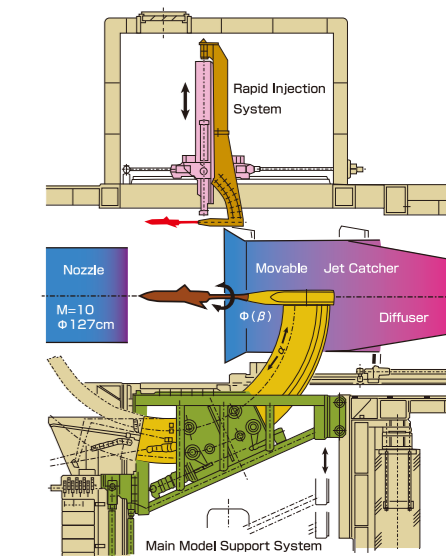 Rapid Injection
System
Nozzle
Movable Jet Catcher
M=10
Φ127cm
Φ(β)
Diffuser
α
Main Model Support System